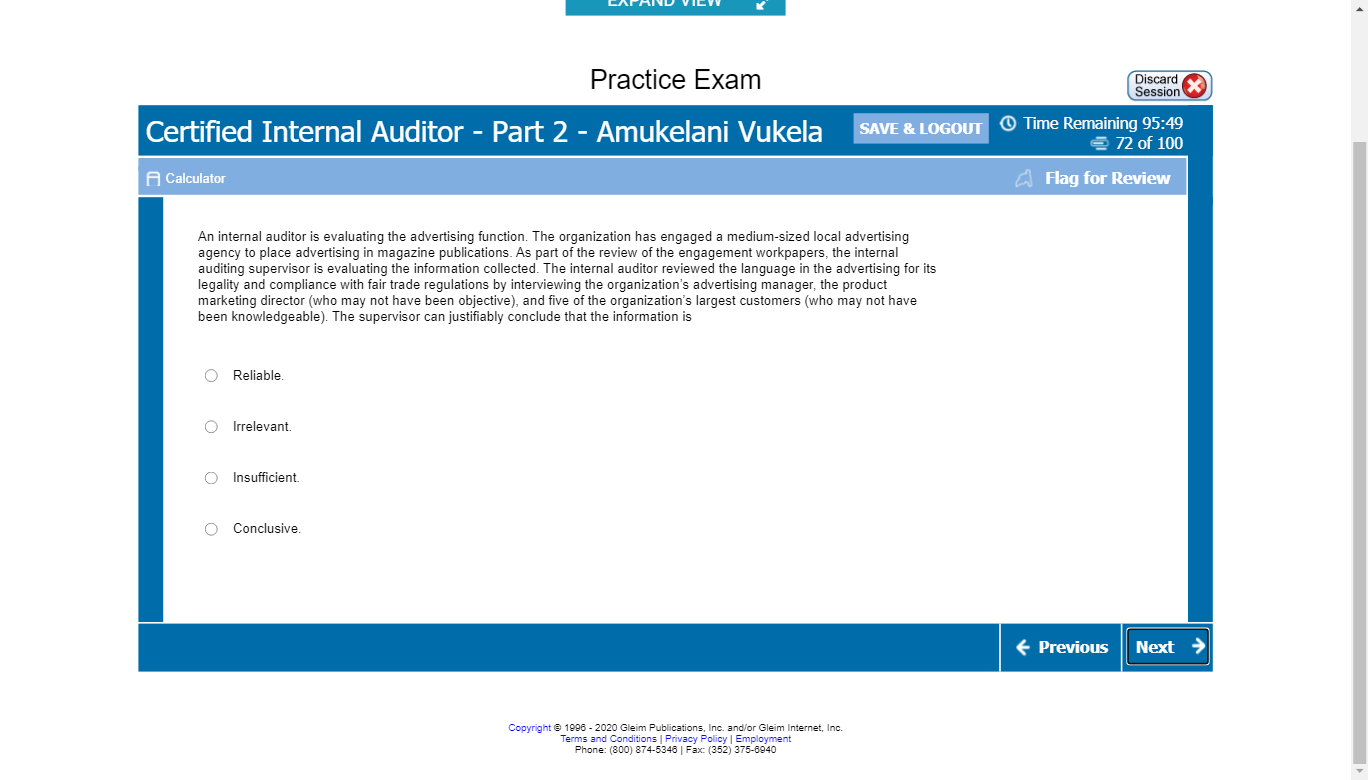 EXPAND VIEW
Practice Exam
Discard
Session
Certified Internal Auditor - Part 2 - Amukelani Vukela
SAVE & LOGOUT
Time Remaining 95:49
72 of 100
Calculator
Flag for Review
An internal auditor is evaluating the advertising function. The organization has engaged a medium-sized local advertising
agency to place advertising in magazine publications. As part of the review of the engagement workpapers, the internal
auditing supervisor is evaluating the information collected. The internal auditor reviewed the language in the advertising for its
legality and compliance with fair trade regulations by interviewing the organization's advertising manager, the product
marketing director (who may not have been objective), and five of the organization's largest customers (who may not have
been knowledgeable). The supervisor can justifiably conclude that the information is
Reliable.
Irrelevant.
Insufficient.
Conclusive.
Previous
Next
Copyright © 1996 - 2020 Gleim Publications, Inc. and/or Gleim Internet, Inc.
Terms and Conditions | Privacy Policy | Employment
Phone: (800) 874-5346 | Fax: (352) 375-6940